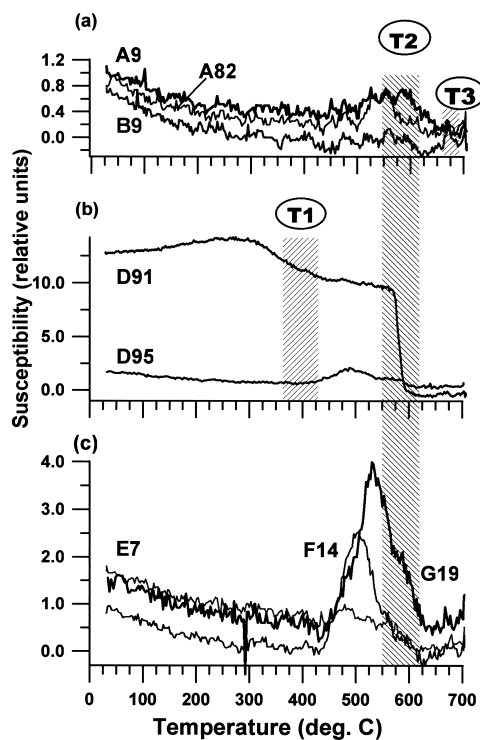 (a)
T2
1.2
A9
A82
0.8
T3
0.4
B9
0.0
(b)
T1
10.0
D91
5.0
D95
0.0
(c)
4.0
3.0
E7
F14
2.0
G19
1.0
0.0
0 100 200 300 400 500 600 700
Temperature (deg. C)
Susceptibility (relative units)